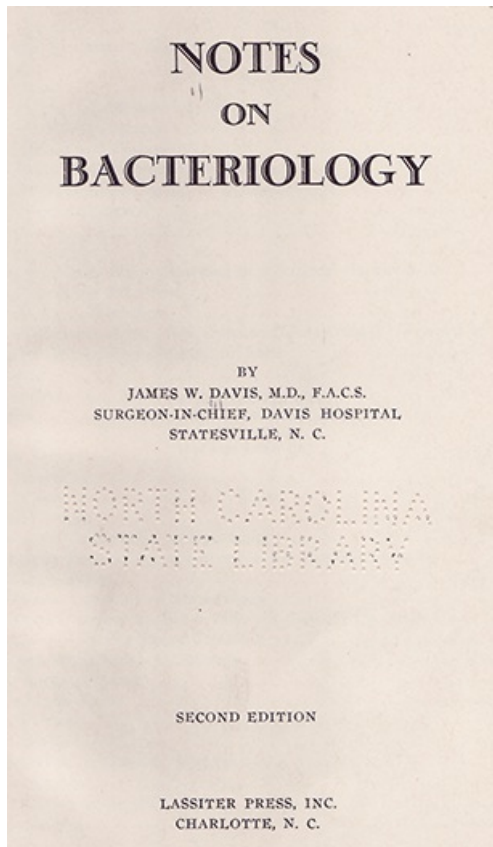 NOTES
ON
BACTERIOLOGY
BY
JAMES W. DAVIS, M.D., F.A.C.S.
SURGEON-IN-CHIEF, DAVIS HOSPITAL
STATESVILLE, N. C.
NORTH CAROLINA
STATE LIBRARY
SECOND EDITION
LASSITER PRESS, INC.
CHARLOTTE, N. C.